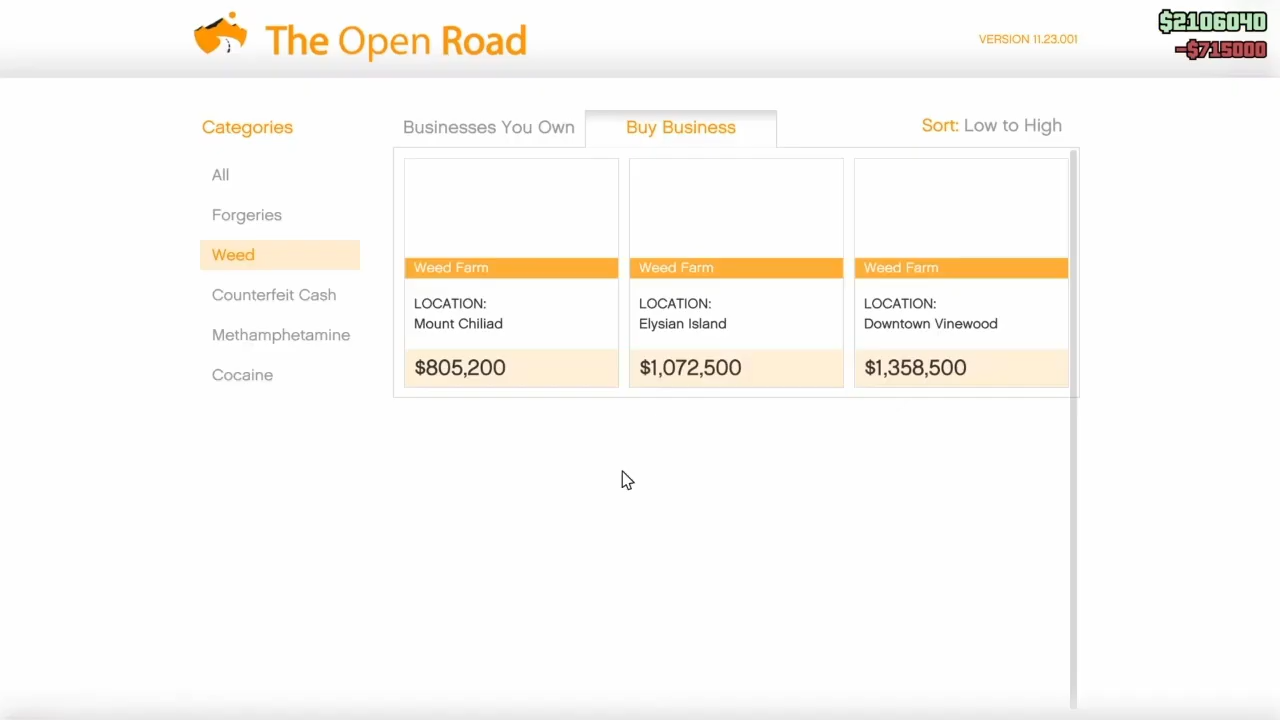 The Open Road
VERSION 11.23.001
$2106040
-$715000
Categories
All
Forgeries
Weed
Counterfeit Cash
Methamphetamine
Cocaine
Businesses You Own
Buy Business
Sort: Low to High
Weed Farm
LOCATION:
Mount Chiliad
$805,200
Weed Farm
LOCATION:
Elysian Island
$1,072,500
Weed Farm
LOCATION:
Downtown Vinewood
$1,358,500